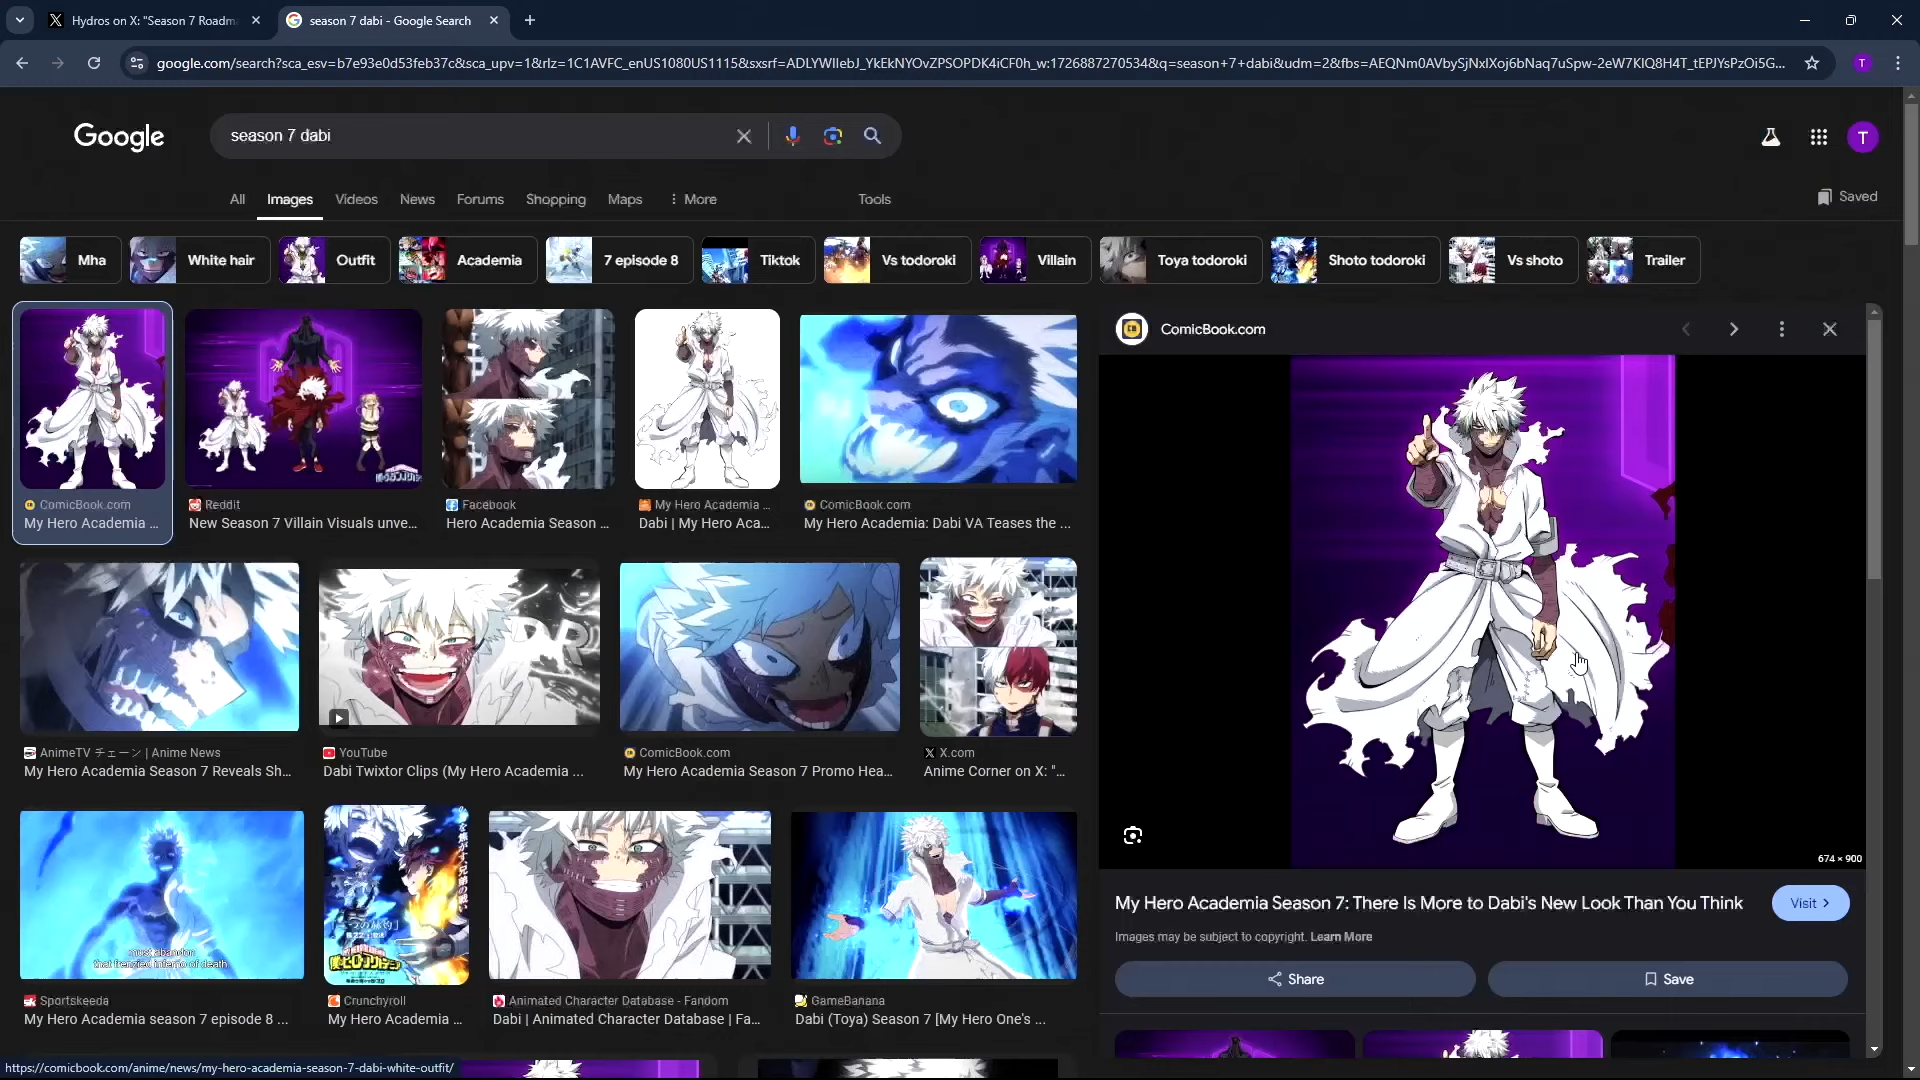 Hydros on X: "Season 7 Roadm
season 7 dabi - Google Search
google.com/search?sca_esv=b7e93e0d53feb37c&sca_upv=1&rlz=1C1AVFC_enUS1080US1115&sxsrf=ADLYWIlebJ_YkEkNYOvZPSOPDK4iCF0h_w:1726887270534&q=season+7+dabi&udm=2&fbs=AEQNm0AVbySjNxIXoj6bNaq7uSpw-2eW7KIQ8H4T_tEPJYsPzOi5G...
T
Google
season 7 dabi
T
All
Images
Videos
News
Forums
Shopping
Maps
More
Tools
Saved
Mha
White hair
Outfit
Academia
7 episode 8
Tiktok
Vs todoroki
Villain
Toya todoroki
Shoto todoroki
Vs shoto
Trailer
ComicBook.com
My Hero Academia ...
Reddit
New Season 7 Villain Visuals unve...
Facebook
Hero Academia Season ...
My Hero Academia ...
Dabi | My Hero Aca...
ComicBook.com
My Hero Academia: Dabi VA Teases the ...
AnimeTV チェーン | Anime News
My Hero Academia Season 7 Reveals Sh...
YouTube
Dabi Twixtor Clips (My Hero Academia ...
ComicBook.com
My Hero Academia Season 7 Promo Hea...
X.com
Anime Corner on X: "...
must abandon
that frenzied inferno of death.
Sportskeeda
My Hero Academia season 7 episode 8 ...
Crunchyroll
My Hero Academia ...
Animated Character Database - Fandom
Dabi | Animated Character Database | Fa...
GameBanana
Dabi (Toya) Season 7 [My Hero One's ...
ComicBook.com
674 × 900
My Hero Academia Season 7: There Is More to Dabi's New Look Than You Think
Visit
Images may be subject to copyright. Learn More
Share
Save
https://comicbook.com/anime/news/my-hero-academia-season-7-dabi-white-outfit/